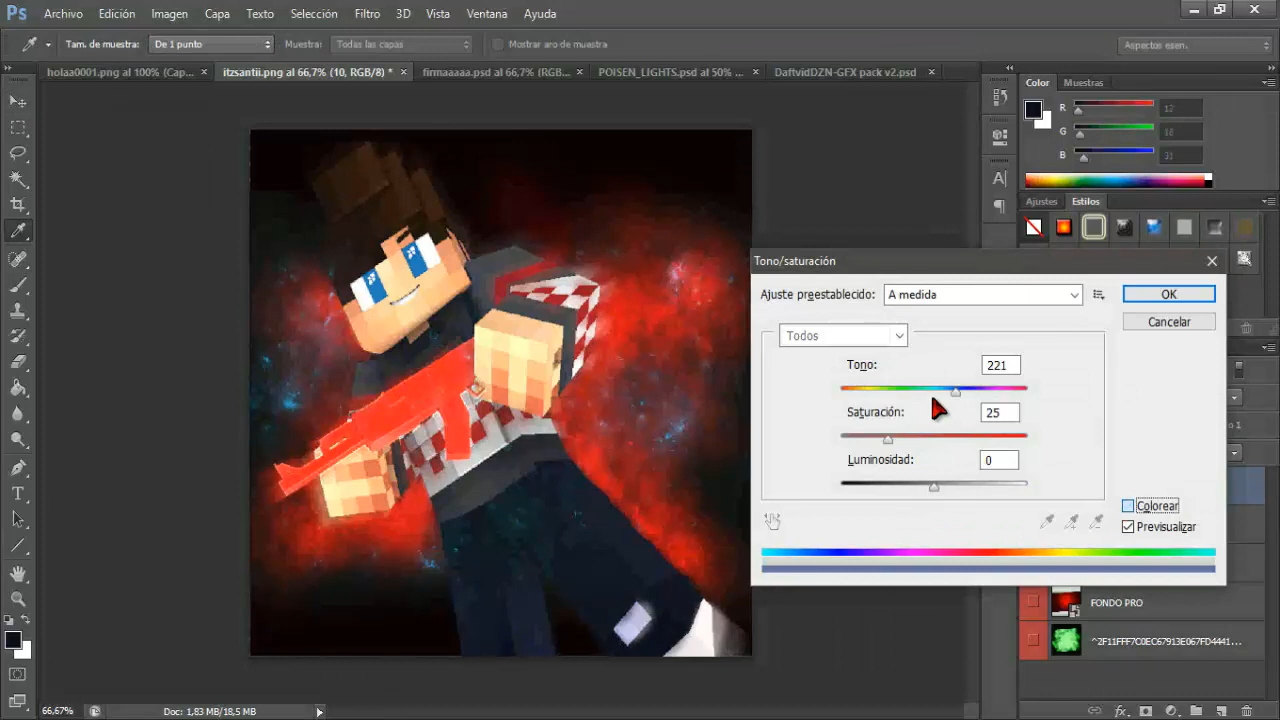 Ps Archivo Edición Imagen Capa Texto Selección Filtro 3D Vista Ventana Ayuda
Tam. de muestra: De 1 punto Muestra: Todas las capas Mostrar aro de muestra Aspectos esen.
holaa0001.png al 100% (Cap... × itzsantii.png al 66,7% (10, RGB/8) * × firmaaaaa.psd al 66,7% (RGB... × POISEN_LIGHTS.psd al 50% ... × DaftvidDZN-GFX pack v2.psd ×
Color Muestras
R 12
G
B 31
Ajustes Estilos
Tono/saturación
Ajuste preestablecido: A medida OK
Cancelar
Todos
Tono: 221
Saturación: 25
Luminosidad: 0
Colorear
Previsualizar
FONDO PRO
^2F11FFF7C0EC67913E067FD4441...
66,67% Doc: 1,83 MB/18,5 MB